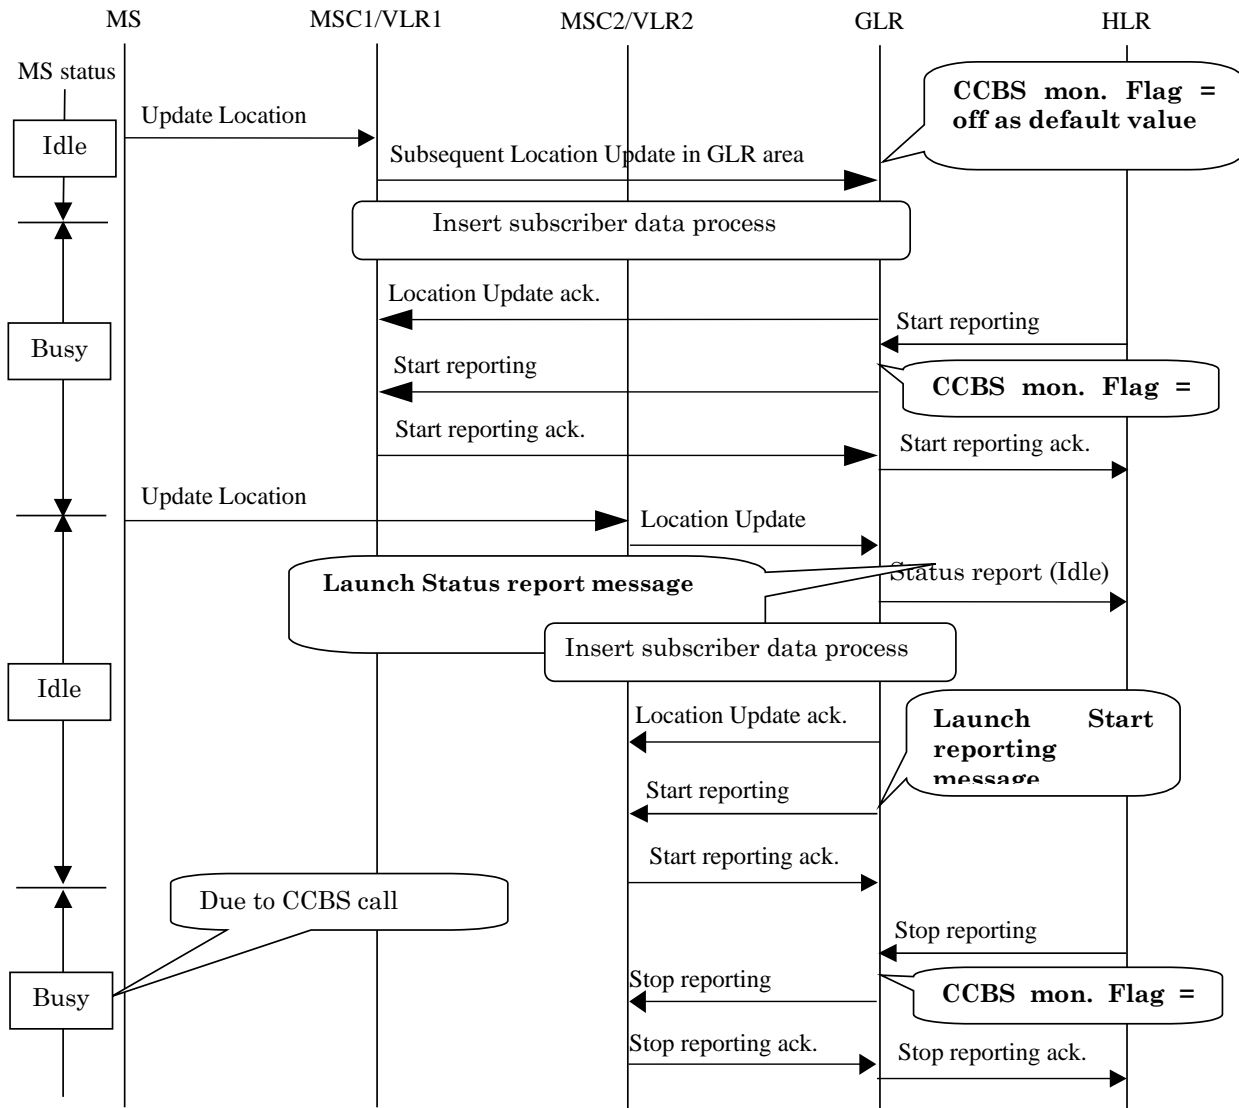 MS
MSC1/VLR1
MSC2/VLR2
GLR
HLR
MS status
CCBS mon. Flag =
off as default value
Update Location
Idle
Subsequent Location Update in GLR area
Insert subscriber data process
Location Update ack.
Start reporting
Busy
Start reporting
CCBS mon. Flag =
Start reporting ack.
Start reporting ack.
Update Location
Location Update
Launch Status report message
Status report (Idle)
Insert subscriber data process
Idle
Location Update ack.
Launch Start
reporting
message
Start reporting
Start reporting ack.
Due to CCBS call
Stop reporting
Stop reporting
CCBS mon. Flag =
Busy
Stop reporting ack.
Stop reporting ack.